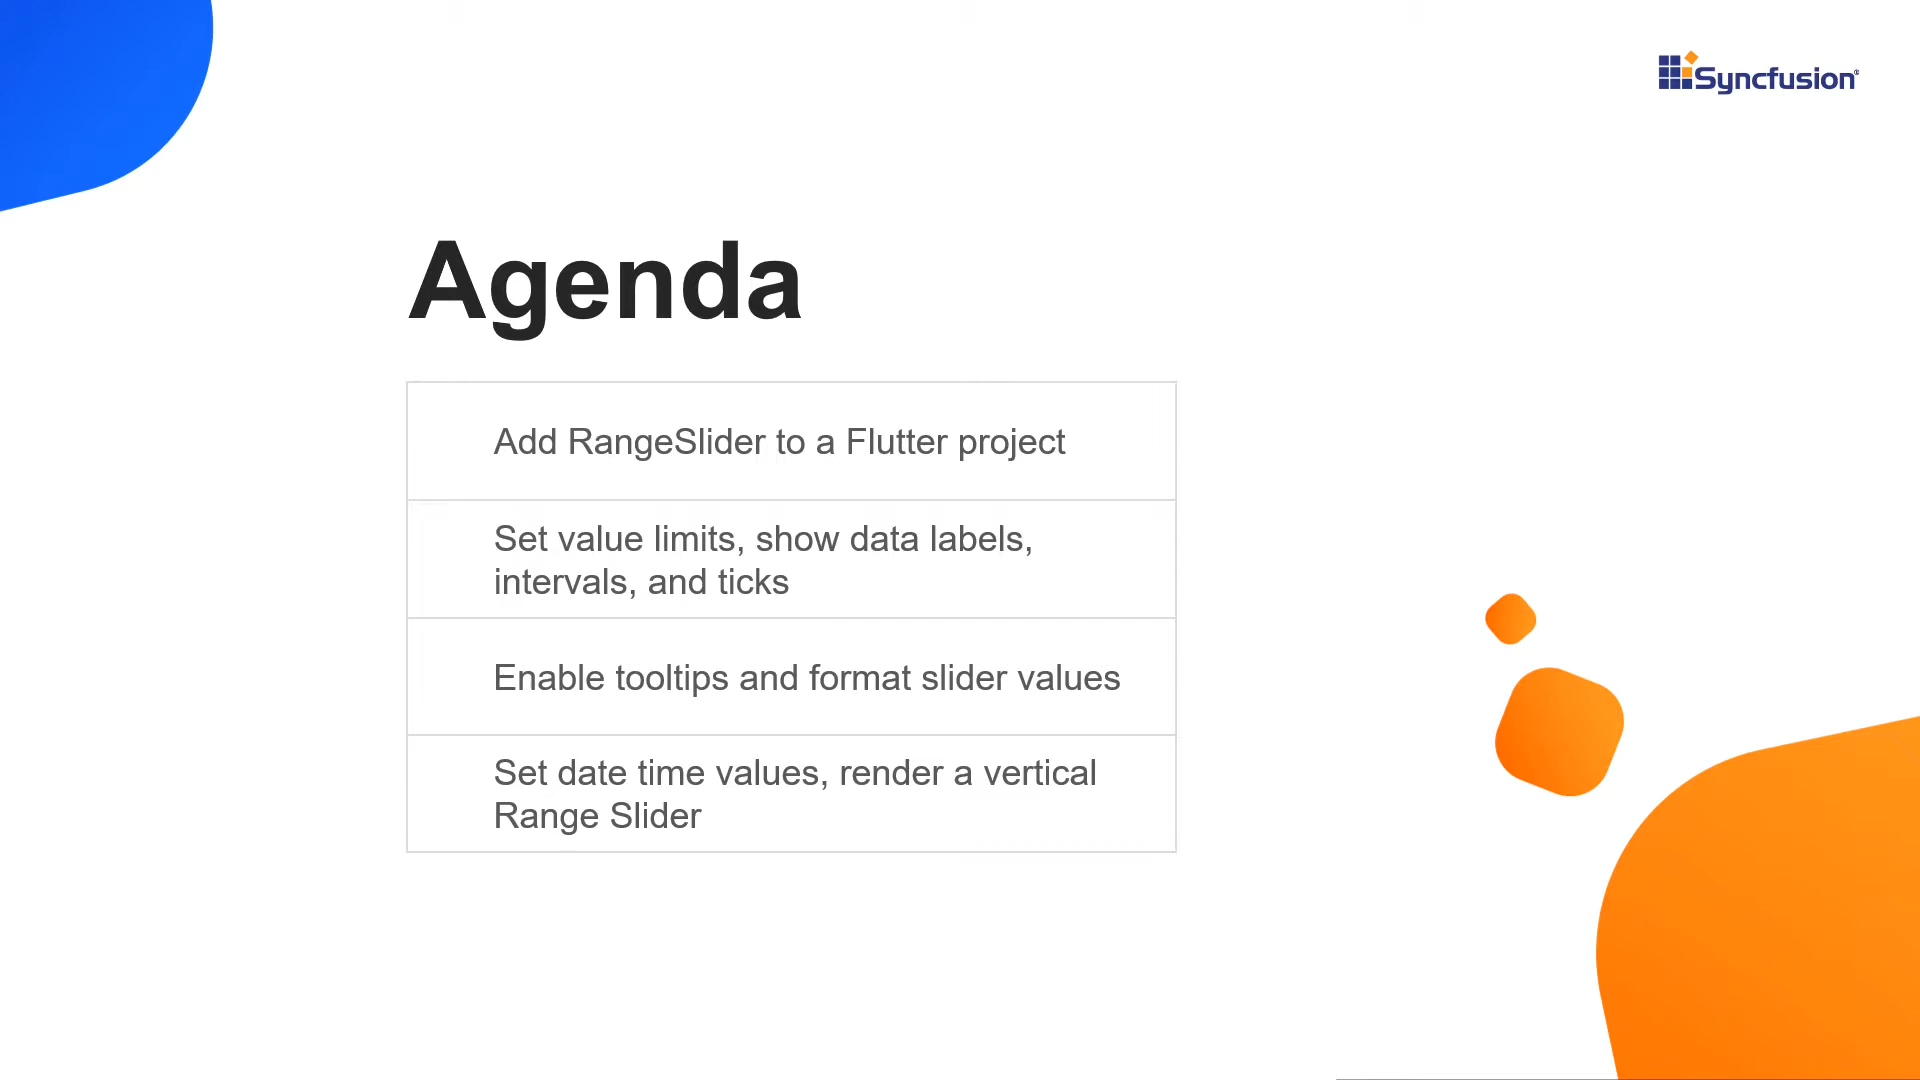 Syncfusion
Agenda
Add RangeSlider to a Flutter project
Set value limits, show data labels,
intervals, and ticks
Enable tooltips and format slider values
Set date time values, render a vertical
Range Slider